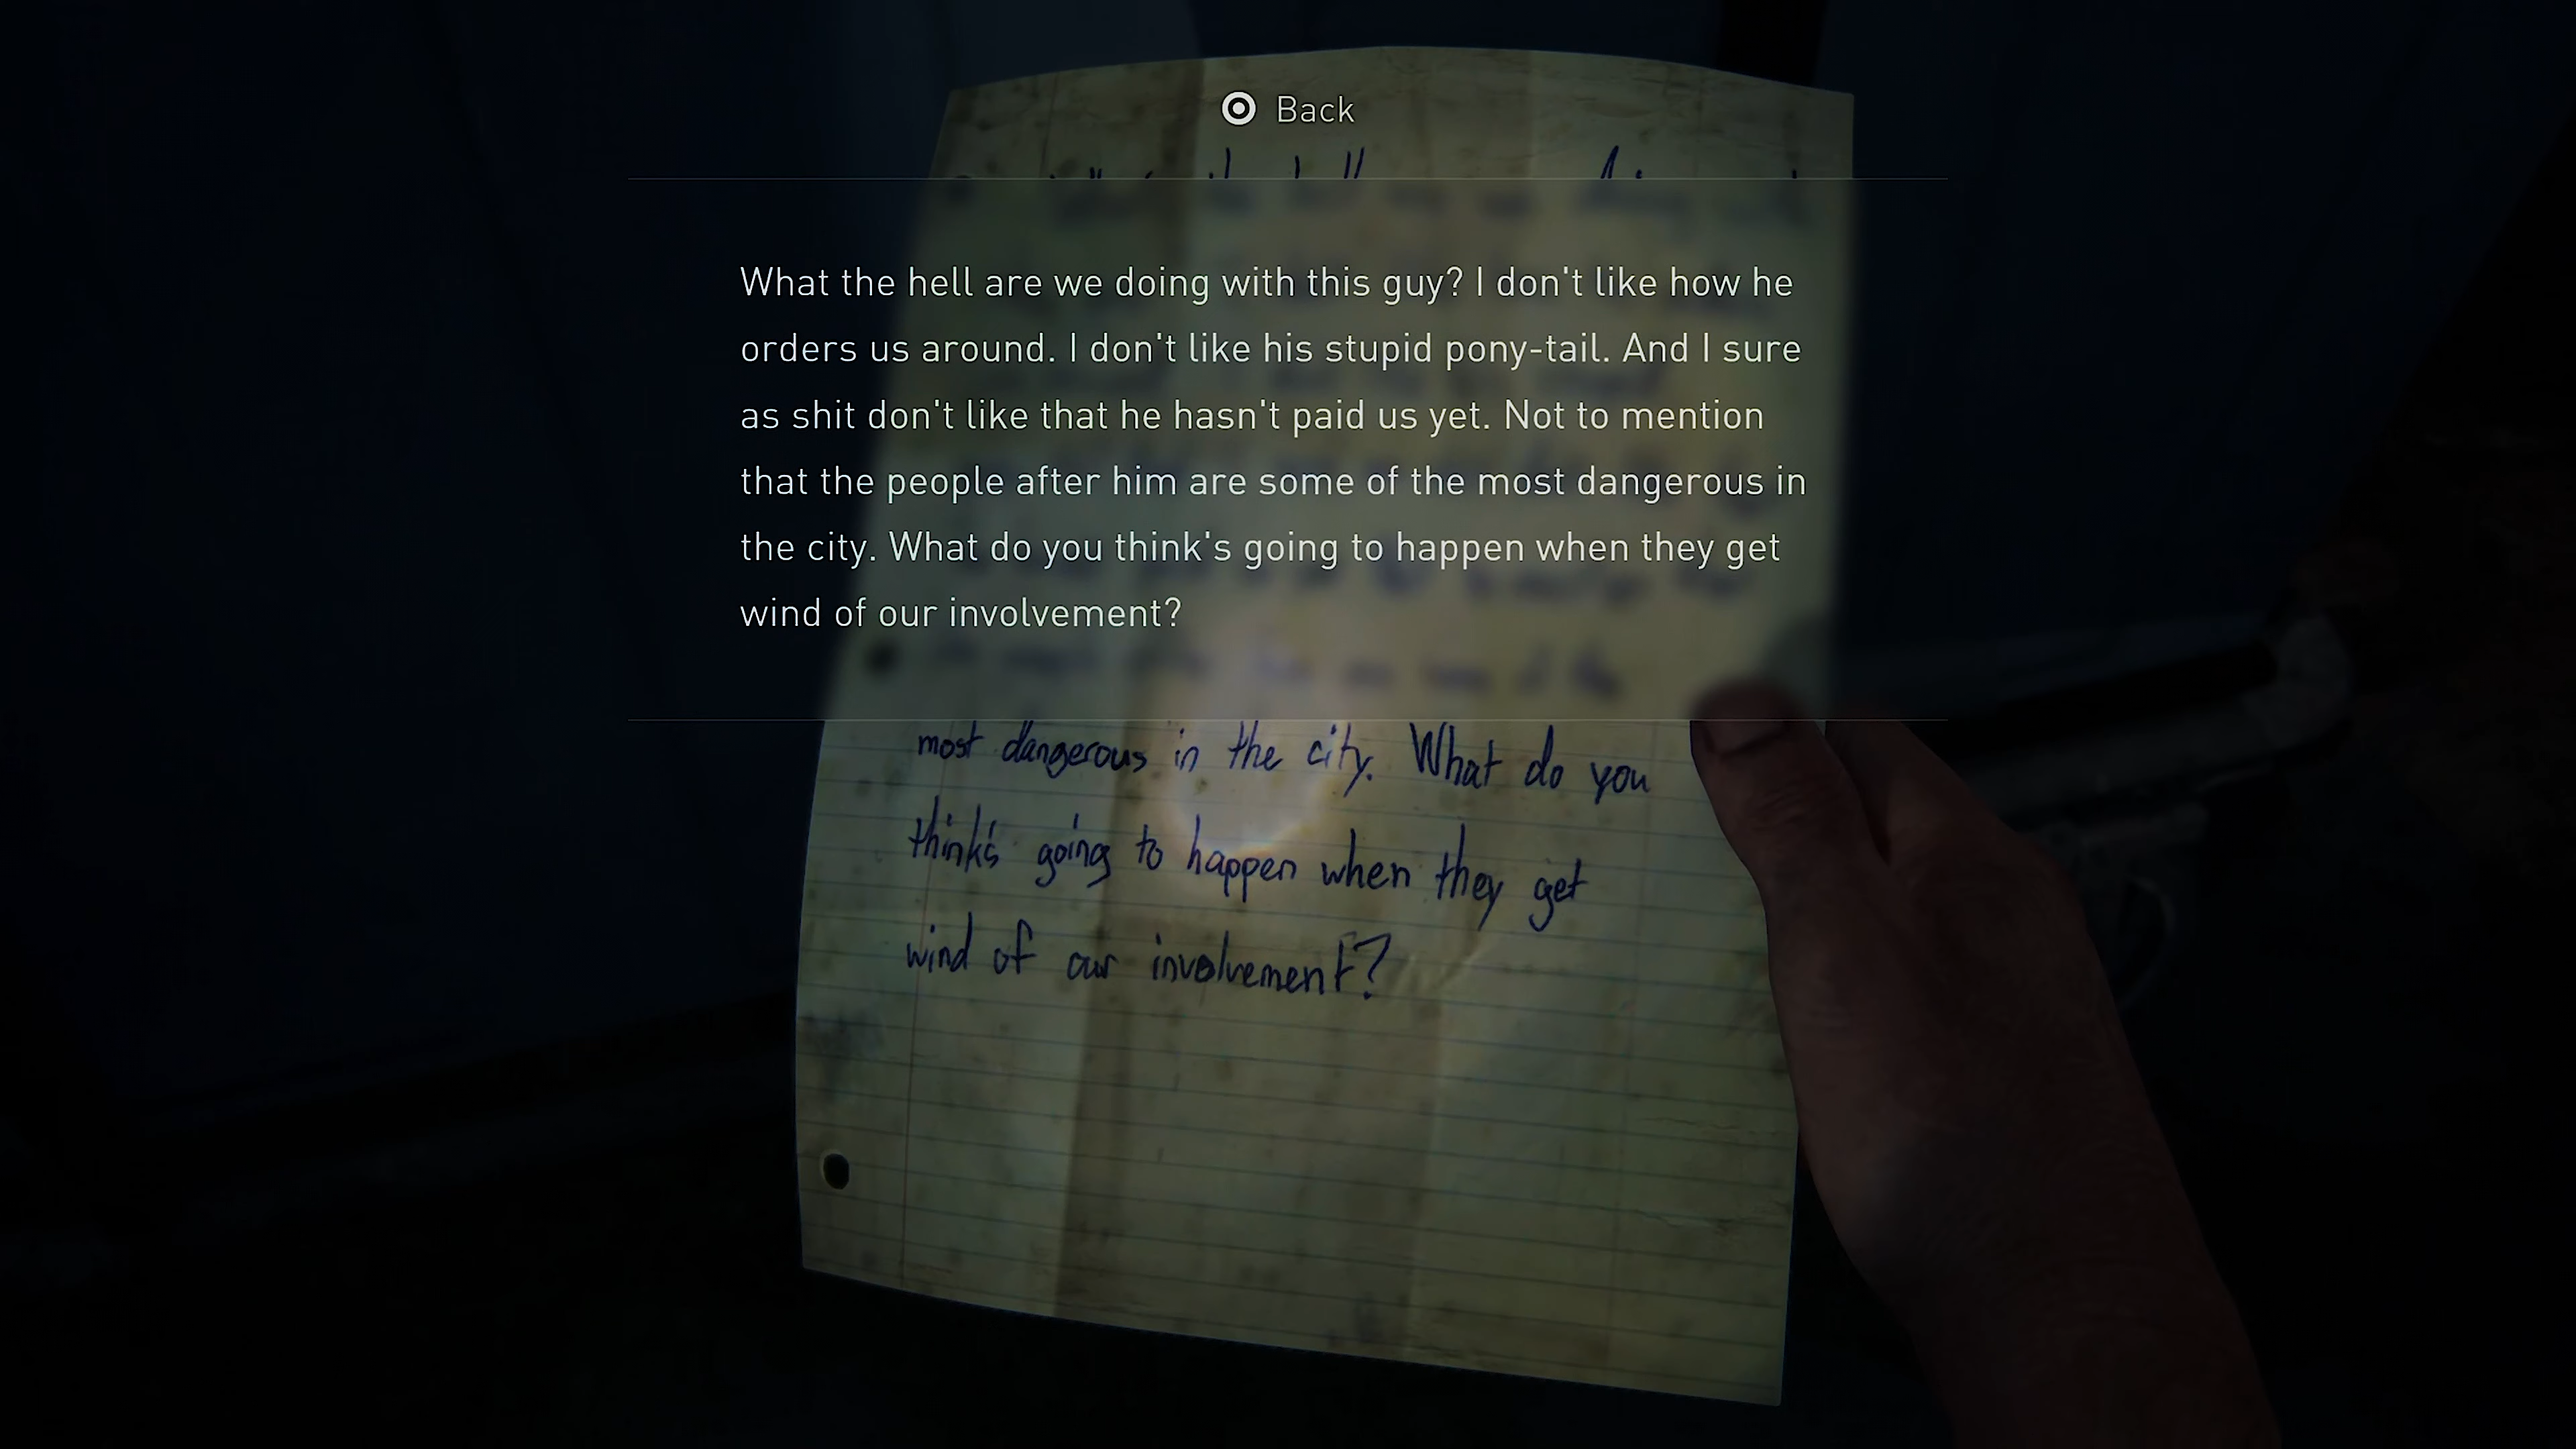 Back
What the hell are we doing with this guy? I don't like how he
orders us around. I don't like his stupid pony-tail. And I sure
as shit don't like that he hasn't paid us yet. Not to mention
that the people after him are some of the most dangerous in
the city. What do you think's going to happen when they get
wind of our involvement?
most dangerous in the city. What do you
think's going to happen when they get
wind of our involvement?